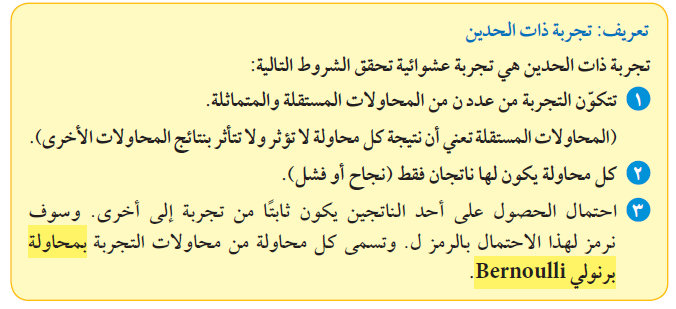 تعريف: تجربة ذات الحدين
تجربة ذات الحدين هي تجربة عشوائية تحقق الشروط التالية:
١ تتكوّن التجربة من عدد ن من المحاولات المستقلة والمتماثلة.
(المحاولات المستقلة تعني أن نتيجة كل محاولة لا تؤثر ولا تتأثر بنتائج المحاولات الأخرى).
٢ كل محاولة يكون لها ناتجان فقط (نجاح أو فشل).
٣ احتمال الحصول على أحد الناتجين يكون ثابتًا من تجربة إلى أخرى. وسوف
نرمز لهذا الاحتمال بالرمز ل. وتسمى كل محاولة من محاولات التجربة بمحاولة
برنولي Bernoulli.